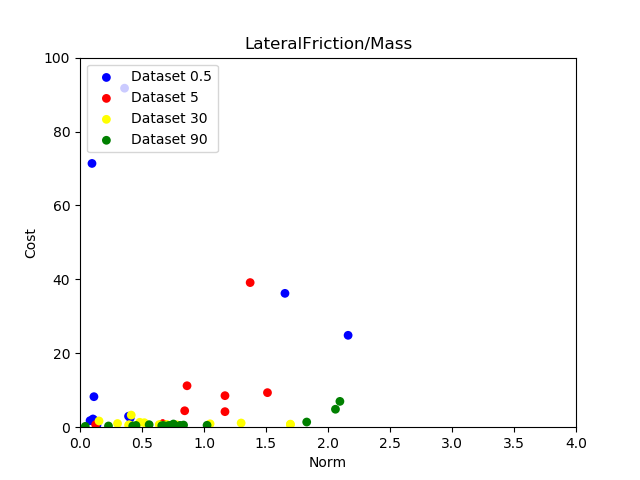 LateralFriction/Mass
100
80
60
40
20
0
Cost
Dataset 0.5
Dataset 5
Dataset 30
Dataset 90
0.0 0.5 1.0 1.5 2.0 2.5 3.0 3.5 4.0
Norm